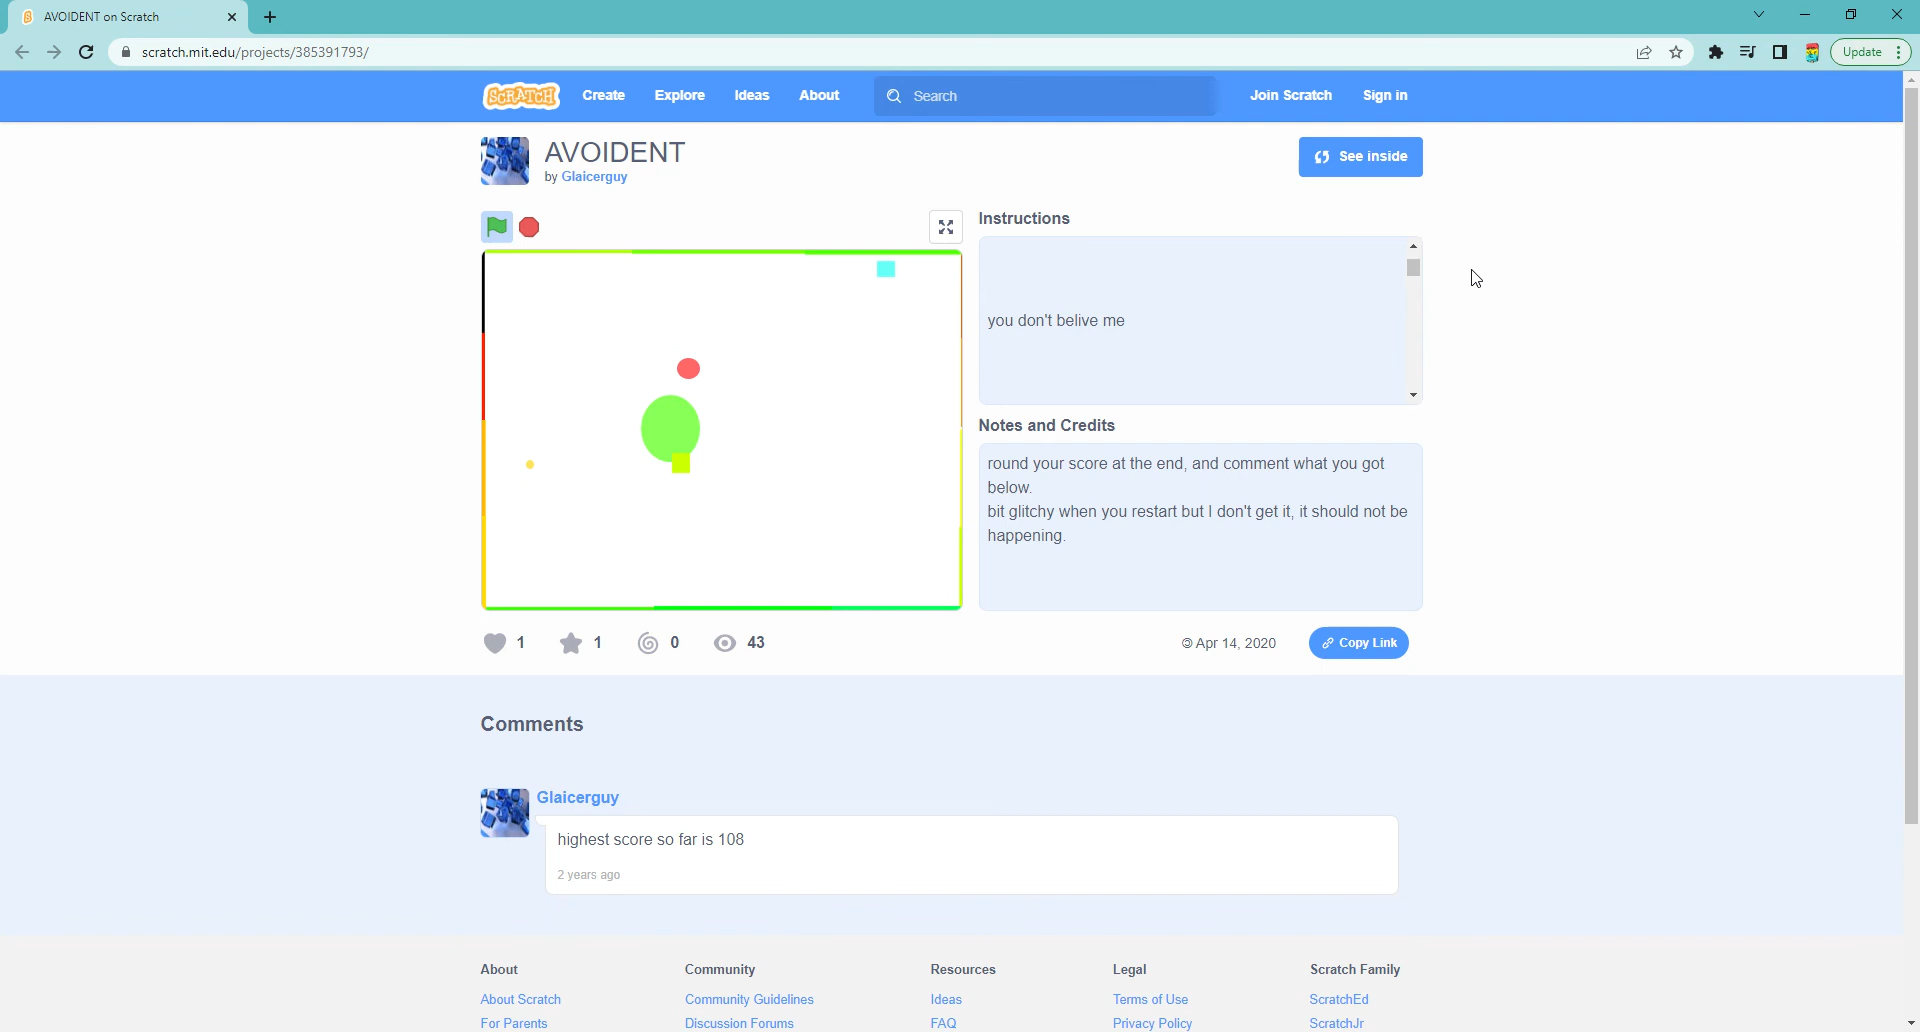 AVOIDENT on Scratch
scratch.mit.edu/projects/385391793/
Update
SCRATCH Create Explore Ideas About Search Join Scratch Sign in
AVOIDENT
by Glaicerguy
See inside
Instructions
you don't belive me
Notes and Credits
round your score at the end, and comment what you got
below.
bit glitchy when you restart but I don't get it, it should not be
happening.
1 1 0 43
© Apr 14, 2020 Copy Link
Comments
Glaicerguy
highest score so far is 108
2 years ago
About Community Resources Legal Scratch Family
About Scratch Community Guidelines Ideas Terms of Use ScratchEd
For Parents Discussion Forums FAQ Privacy Policy ScratchJr